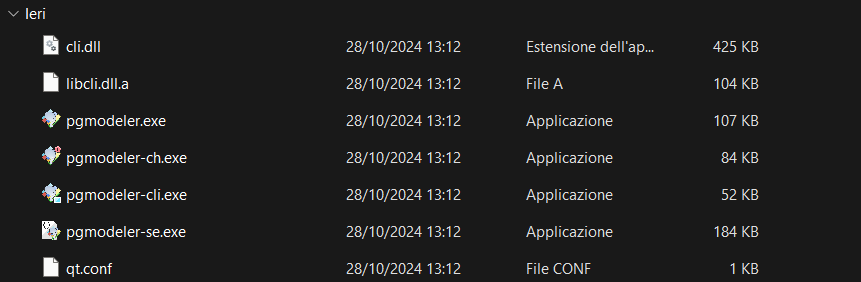 Ieri
cli.dll 28/10/2024 13:12 Estensione dell'ap... 425 KB
libcli.dll.a 28/10/2024 13:12 File A 104 KB
pgmodeler.exe 28/10/2024 13:12 Applicazione 107 KB
pgmodeler-ch.exe 28/10/2024 13:12 Applicazione 84 KB
pgmodeler-cli.exe 28/10/2024 13:12 Applicazione 52 KB
pgmodeler-se.exe 28/10/2024 13:12 Applicazione 184 KB
qt.conf 28/10/2024 13:12 File CONF 1 KB